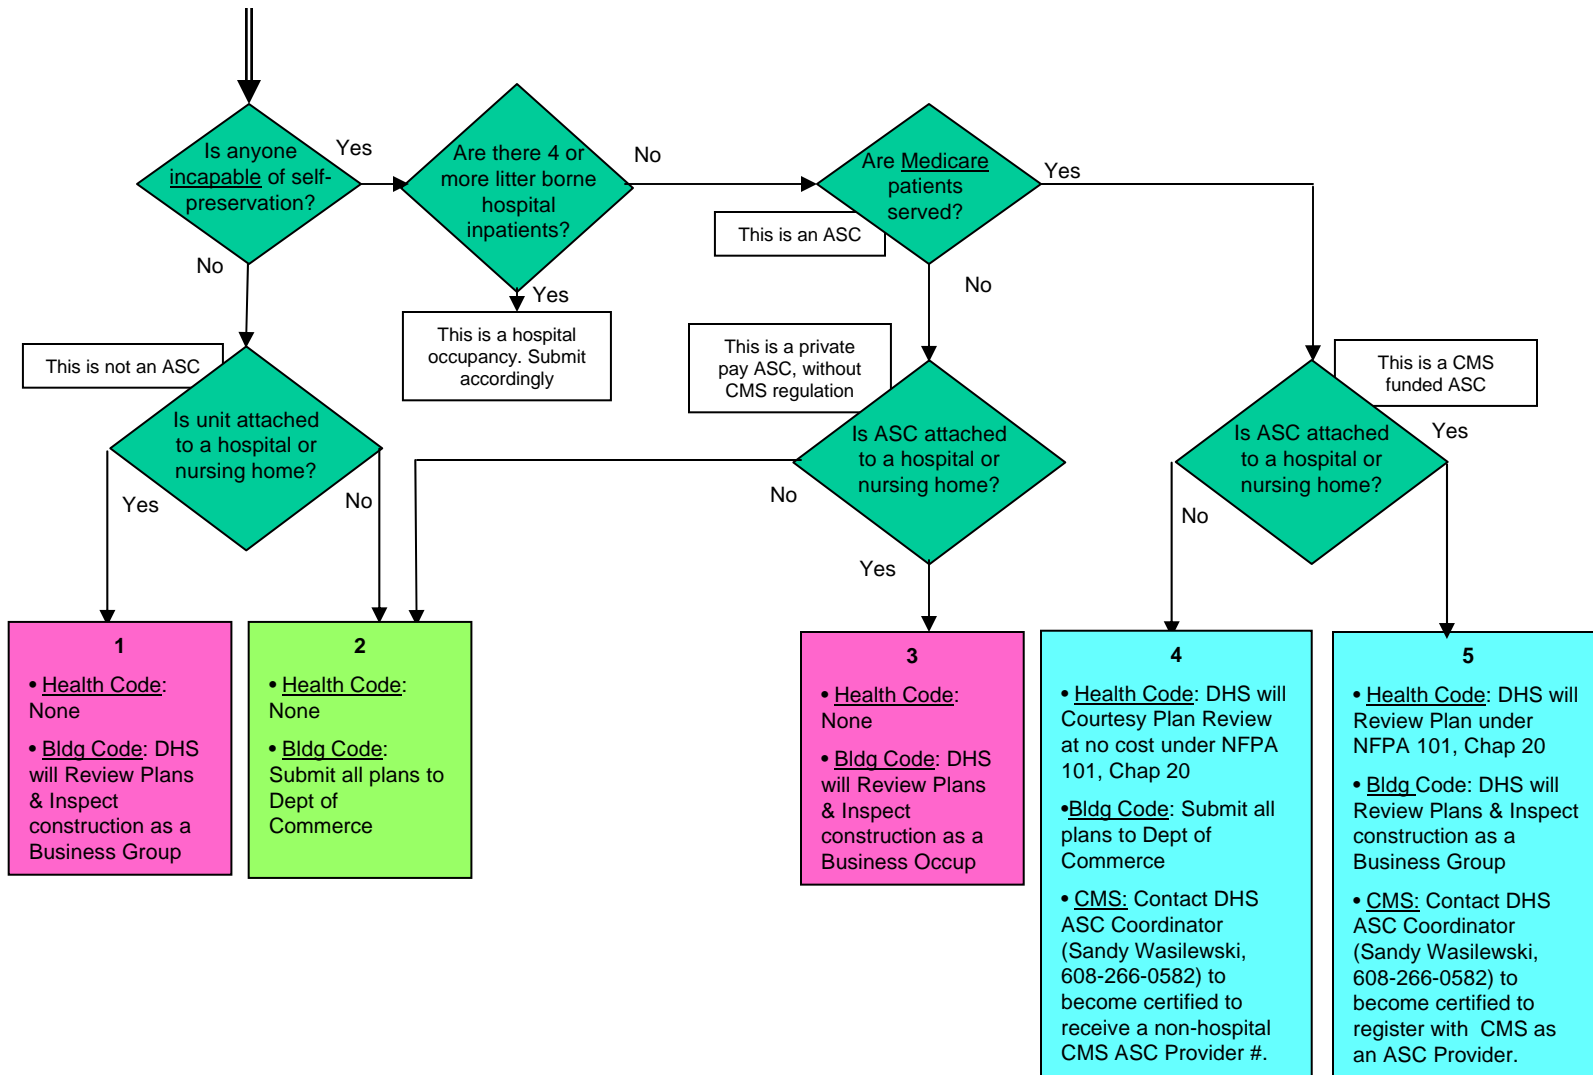 Is anyone
incapable of self-
preservation?
Yes
Are there 4 or
more litter borne
hospital
inpatients?
No
Are Medicare
patients
served?
Yes
This is an ASC
No
Yes
No
This is a hospital
occupancy. Submit
accordingly
This is a private
pay ASC, without
CMS regulation
This is not an ASC
This is a CMS
funded ASC
Is unit attached
to a hospital or
nursing home?
Yes
No
Is ASC attached
to a hospital or
nursing home?
No
Yes
Is ASC attached
to a hospital or
nursing home?
Yes
No
1
• Health Code:
None
• Bldg Code: DHS
will Review Plans
& Inspect
construction as a
Business Group
2
• Health Code:
None
• Bldg Code:
Submit all plans to
Dept of
Commerce
3
• Health Code:
None
• Bldg Code: DHS
will Review Plans
& Inspect
construction as a
Business Occup
4
• Health Code: DHS will
Courtesy Plan Review
at no cost under NFPA
101, Chap 20
•Bldg Code: Submit all
plans to Dept of
Commerce
• CMS: Contact DHS
ASC Coordinator
(Sandy Wasilewski,
608-266-0582) to
become certified to
receive a non-hospital
CMS ASC Provider #.
5
• Health Code: DHS will
Review Plan under
NFPA 101, Chap 20
• Bldg Code: DHS will
Review Plans & Inspect
construction as a
Business Group
• CMS: Contact DHS
ASC Coordinator
(Sandy Wasilewski,
608-266-0582) to
become certified to
register with CMS as
an ASC Provider.